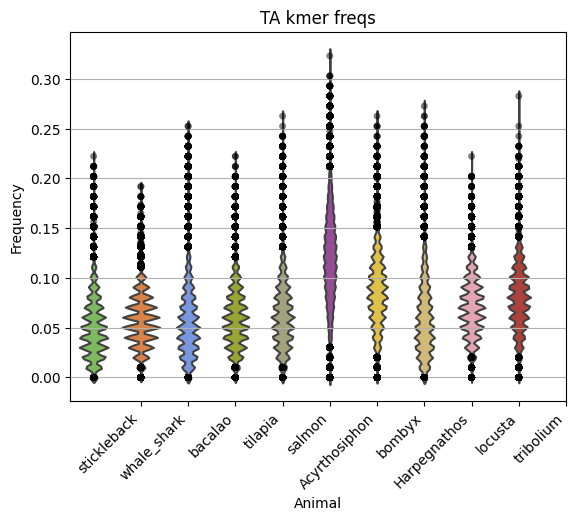 TA kmer freqs
Frequency
0.30
0.25
0.20
0.15
0.10
0.05
0.00
stickleback
whale_shark
bacalao
tilapia
salmon
Acyrthosiphon
bombyx
Harpegnathos
locusta
tribolium
Animal